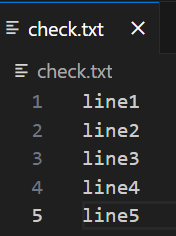 check.txt
check.txt
1 line1
2 line2
3 line3
4 line4
5 line5